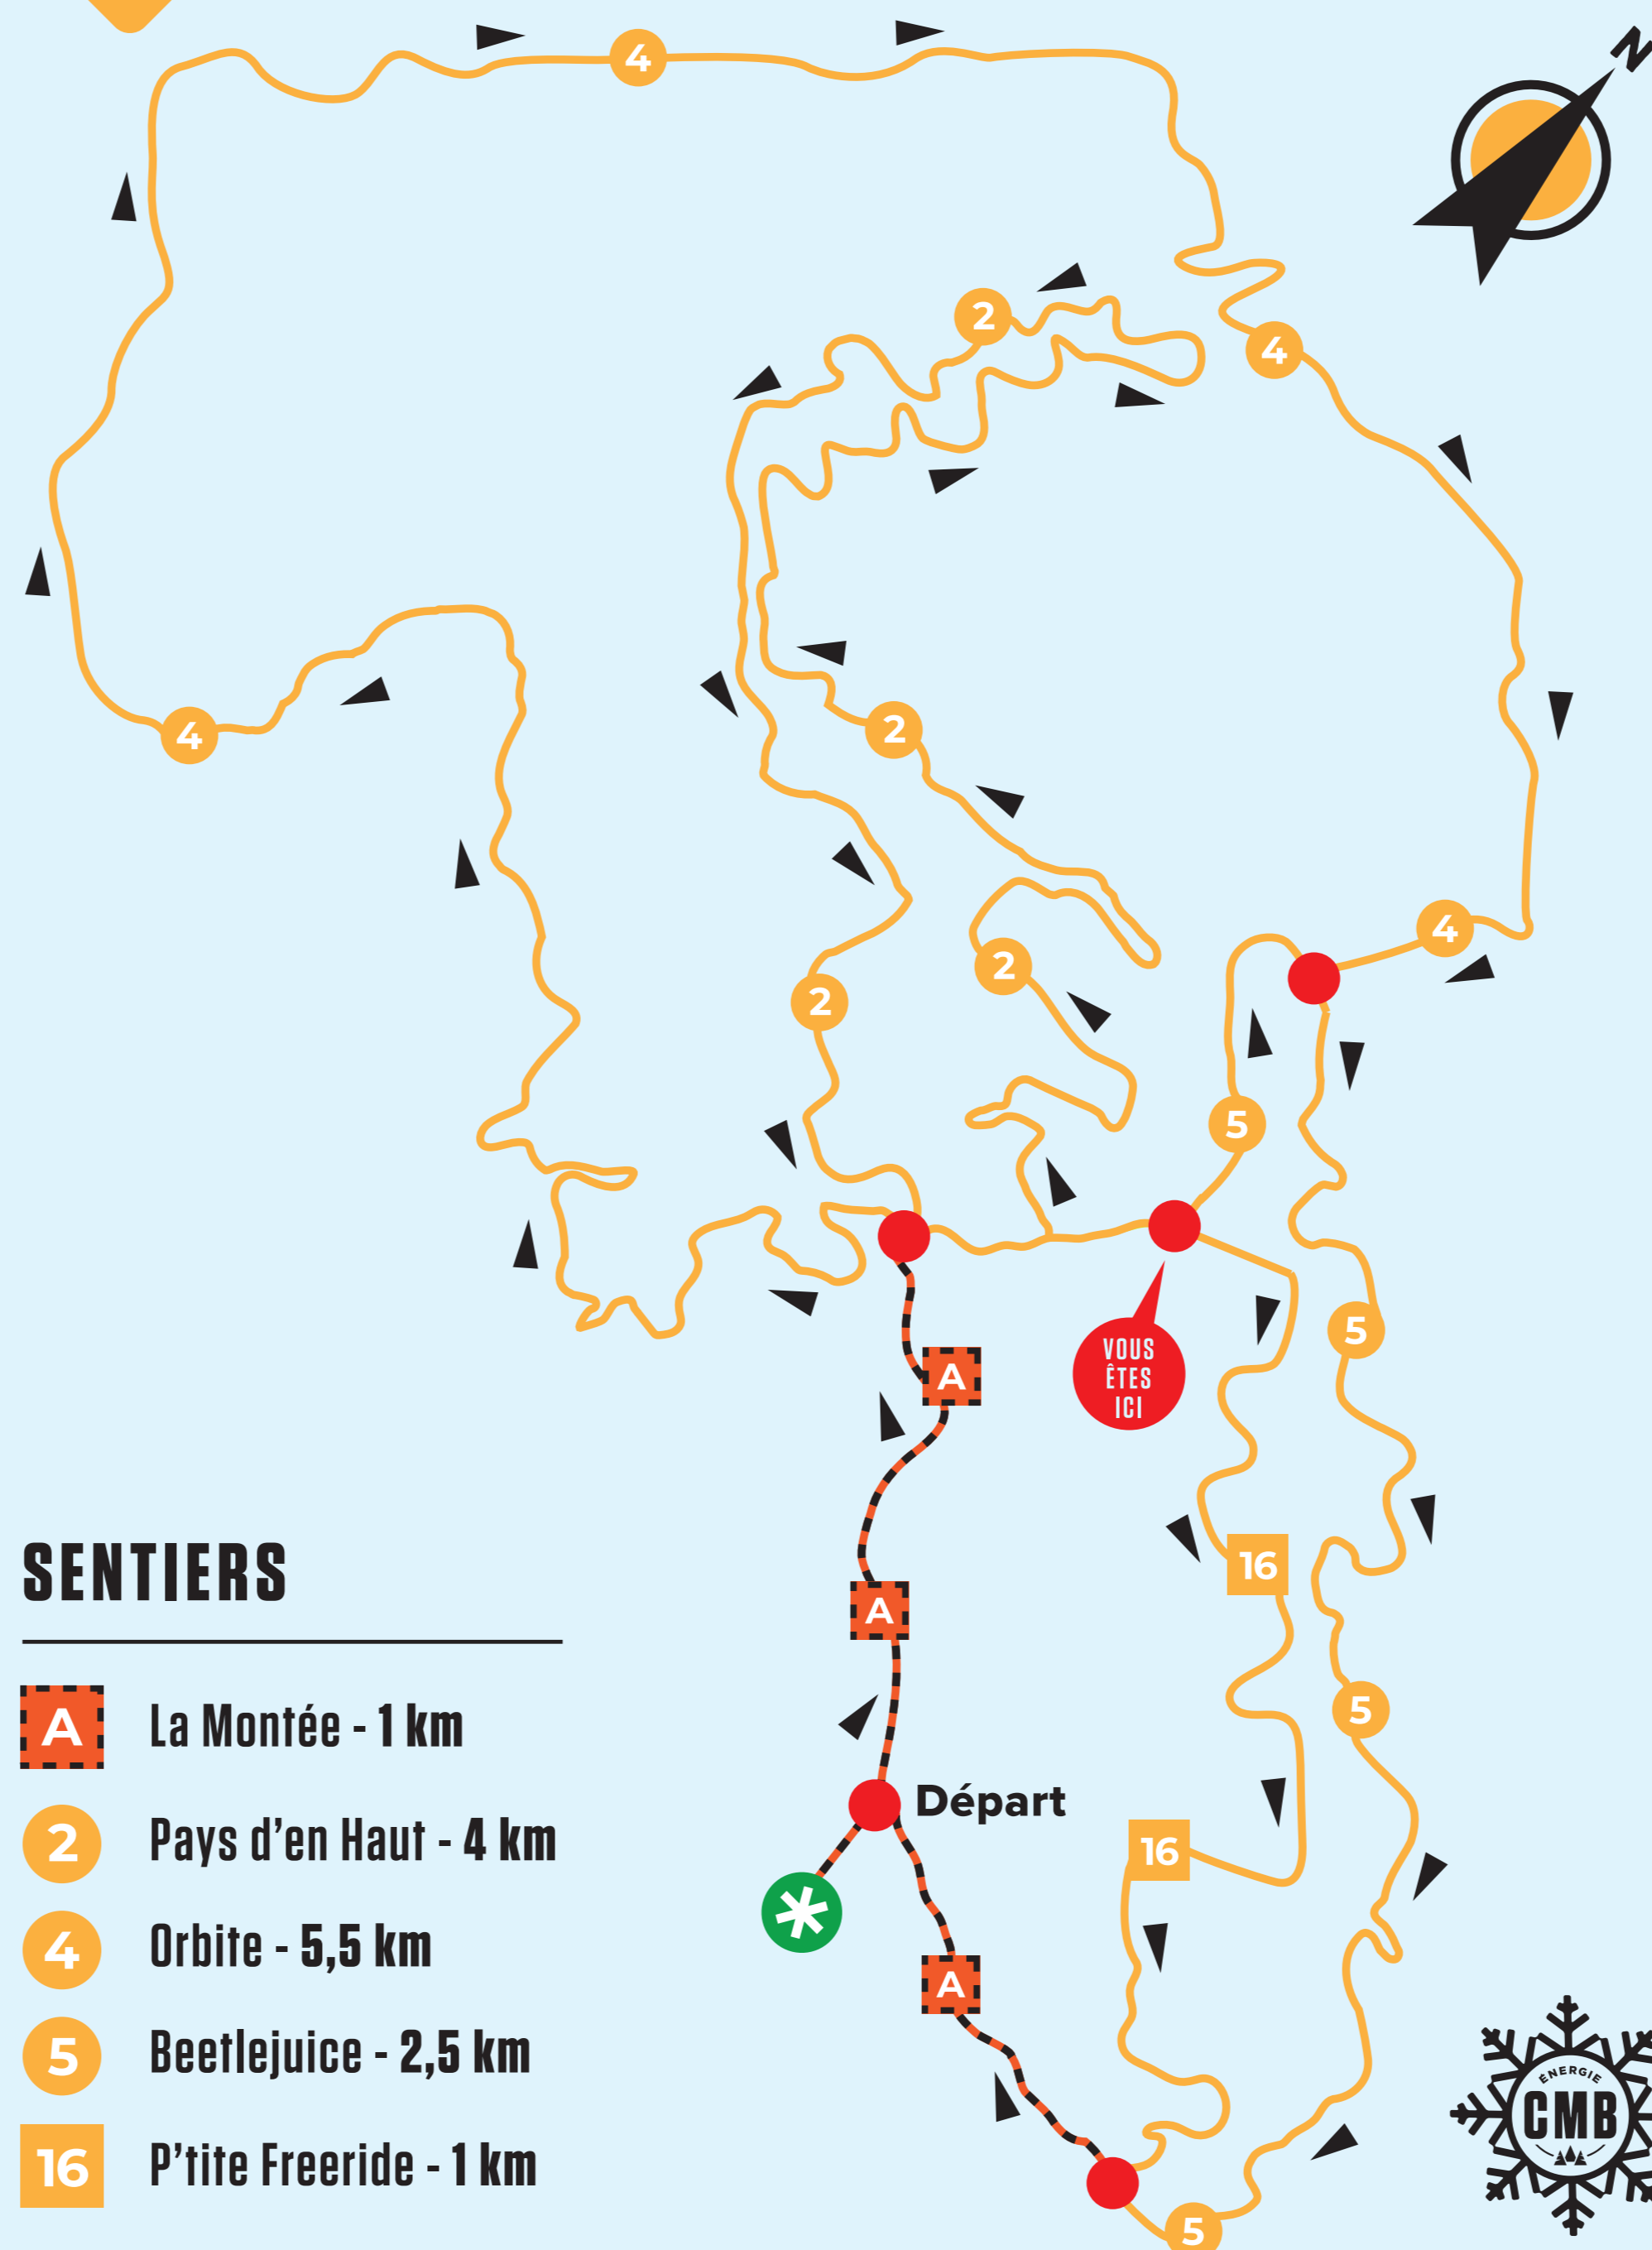 4
N
2
4
4
2
4
2
2
5
VOUS
ÊTES
ICI
5
A
16
A
5
Départ
16
A
5
SENTIERS
A La Montée - 1 km
2 Pays d'en Haut - 4 km
4 Orbite - 5,5 km
5 Beetlejuice - 2,5 km
16 P'tite Freeride - 1 km
ÉNERGIE
CMB